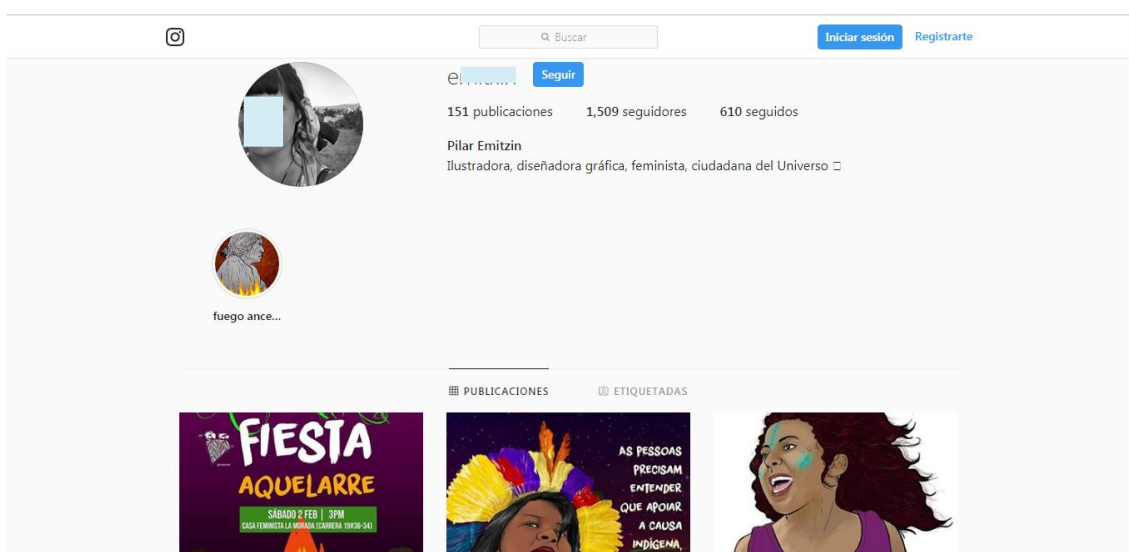 Buscar
Iniciar sesión
Registrarte
Seguir
151 publicaciones 1,509 seguidores 610 seguidos
Pilar Emitzin
Ilustradora, diseñadora gráfica, feminista, ciudadana del Universo
fuego ance...
PUBLICACIONES
ETIQUETADAS
FIESTA
AQUELARRE
SÁBADO 2 FEB | 3PM
CASA FEMINISTA LA MORADA (CARRERA 19#36-34)
AS PESSOAS
PRECISAM
ENTENDER
QUE APOIAR
A CAUSA
INDÍGENA,